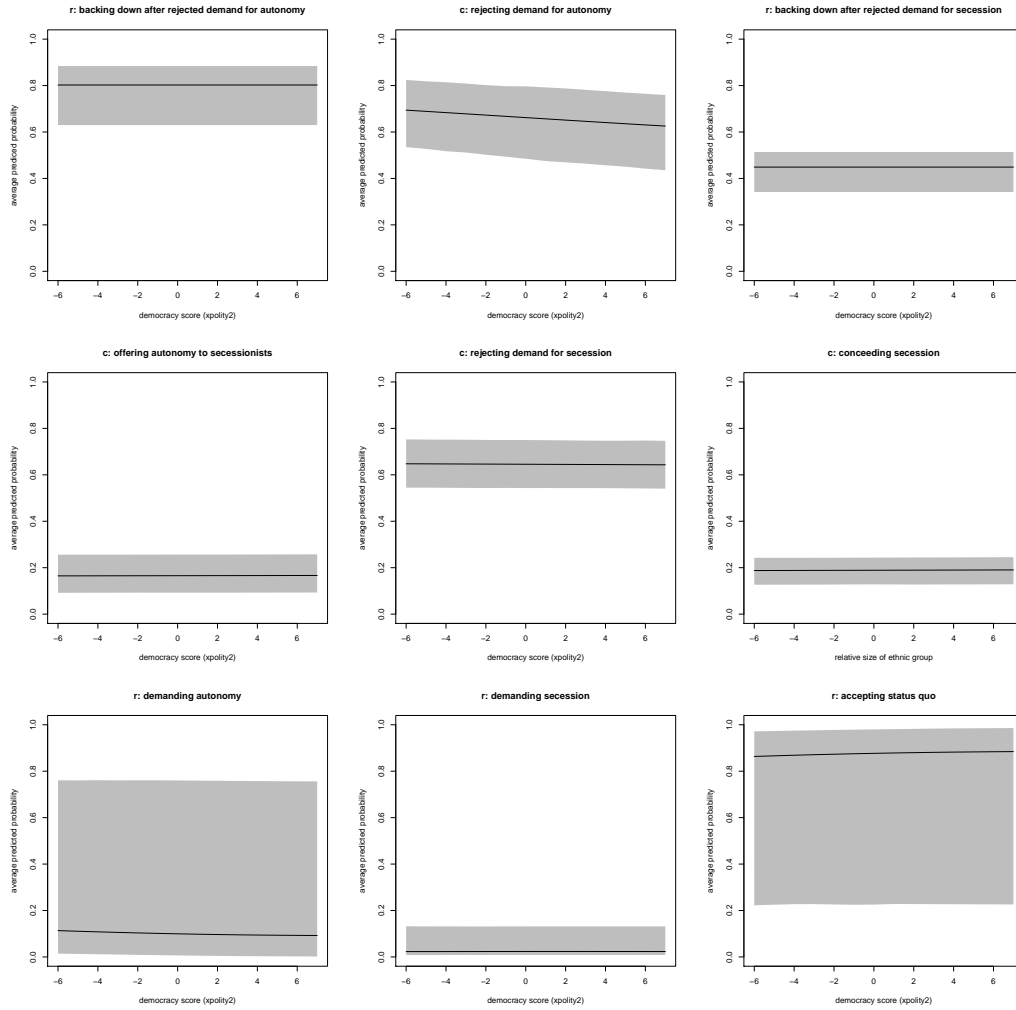 r: backing down after rejected demand for autonomy
average prediced probability
0.0 0.2 0.4 0.6 0.8 1.0
−6 −4 −2 0 2 4 6
democracy score (xpolity2)
c: rejecting demand for autonomy
average predicted probability
0.0 0.2 0.4 0.6 0.8 1.0
−6 −4 −2 0 2 4 6
democracy score (xpolity2)
r: backing down after rejected demand for secession
average predicted probability
0.0 0.2 0.4 0.6 0.8 1.0
−6 −4 −2 0 2 4 6
democracy score (xpolity2)
c: offering autonomy to secessionists
average predicted probability
0.0 0.2 0.4 0.6 0.8 1.0
−6 −4 −2 0 2 4 6
democracy score (xpolity2)
c: rejecting demand for secession
average predicted probability
0.0 0.2 0.4 0.6 0.8 1.0
−6 −4 −2 0 2 4 6
democracy score (xpolity2)
c: conceeding secession
average predicted probability
0.0 0.2 0.4 0.6 0.8 1.0
−6 −4 −2 0 2 4 6
relative size of ethnic group
r: demanding autonomy
average predicted probability
0.0 0.2 0.4 0.6 0.8 1.0
−6 −4 −2 0 2 4 6
democracy score (xpolity2)
r: demanding secession
average predicted probability
0.0 0.2 0.4 0.6 0.8 1.0
−6 −4 −2 0 2 4 6
democracy score (xpolity2)
r: accepting status quo
average predicted probability
0.0 0.2 0.4 0.6 0.8 1.0
−6 −4 −2 0 2 4 6
democracy score (xpolity2)